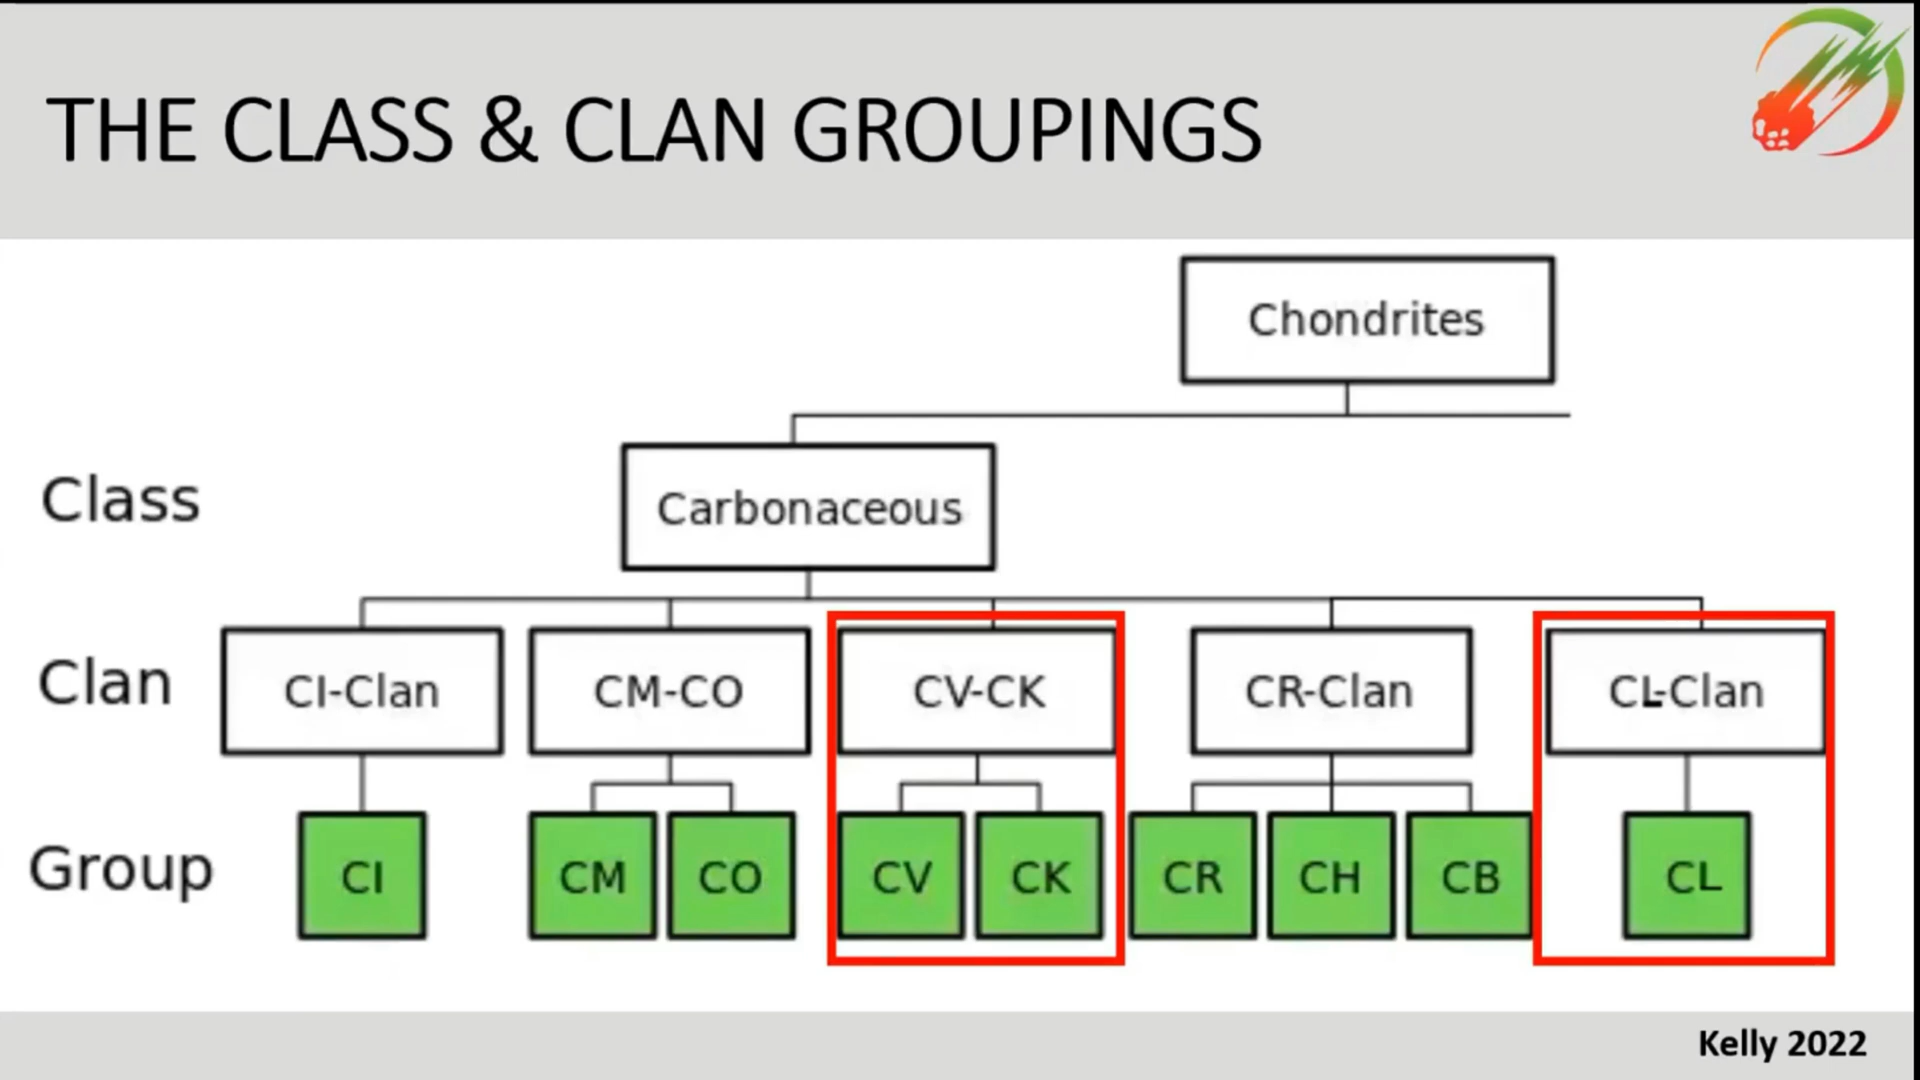 THE CLASS & CLAN GROUPINGS
Chondrites
Class
Carbonaceous
Clan
CI-Clan
CM-CO
CV-CK
CR-Clan
CL-Clan
Group
CI
CM
CO
CV
CK
CR
CH
CB
CL
Kelly 2022